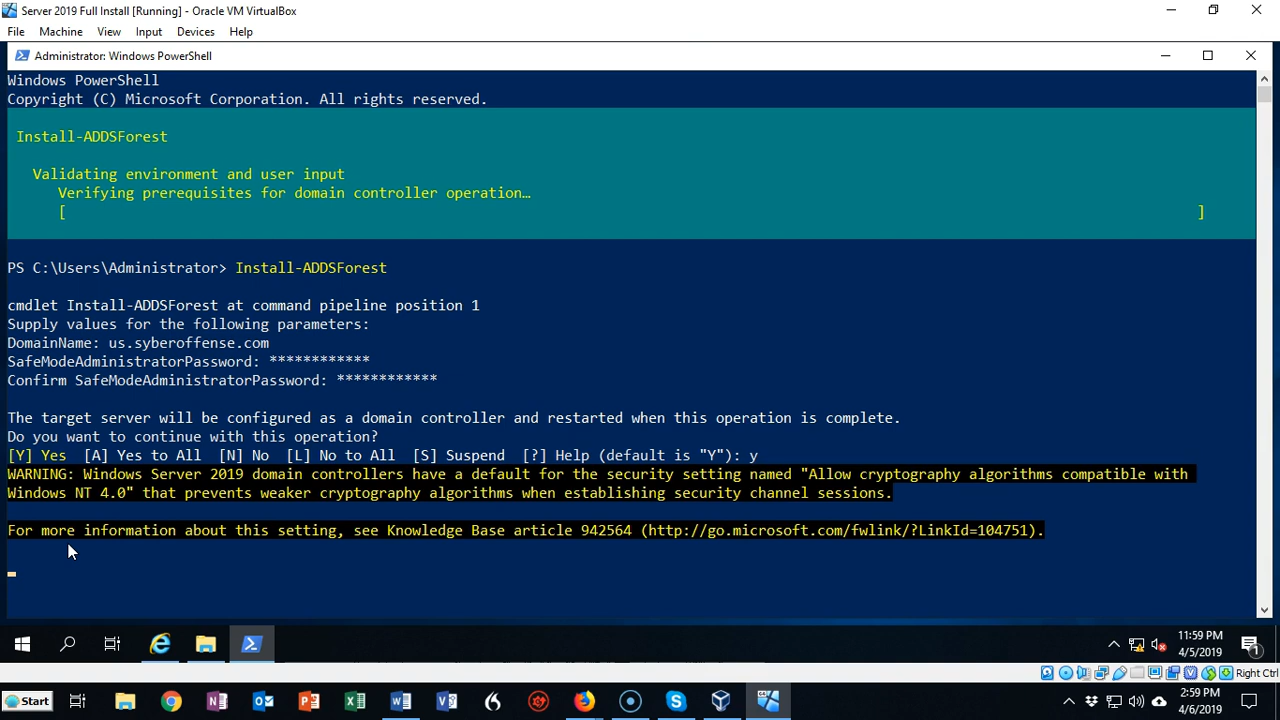 Server 2019 Full Install [Running] - Oracle VM VirtualBox
File Machine View Input Devices Help
Administrator: Windows PowerShell
Windows PowerShell
Copyright (C) Microsoft Corporation. All rights reserved.
Install-ADDSForest
Validating environment and user input
Verifying prerequisites for domain controller operation…
[ ]
PS C:\Users\Administrator> Install-ADDSForest
cmdlet Install-ADDSForest at command pipeline position 1
Supply values for the following parameters:
DomainName: us.syberoffense.com
SafeModeAdministratorPassword: ************
Confirm SafeModeAdministratorPassword: ************
The target server will be configured as a domain controller and restarted when this operation is complete.
Do you want to continue with this operation?
[Y] Yes [A] Yes to All [N] No [L] No to All [S] Suspend [?] Help (default is "Y"): y
WARNING: Windows Server 2019 domain controllers have a default for the security setting named "Allow cryptography algorithms compatible with
Windows NT 4.0" that prevents weaker cryptography algorithms when establishing security channel sessions.
For more information about this setting, see Knowledge Base article 942564 (http://go.microsoft.com/fwlink/?LinkId=104751).
11:59 PM
4/5/2019
1
Right Ctrl
Start
2:59 PM
4/6/2019